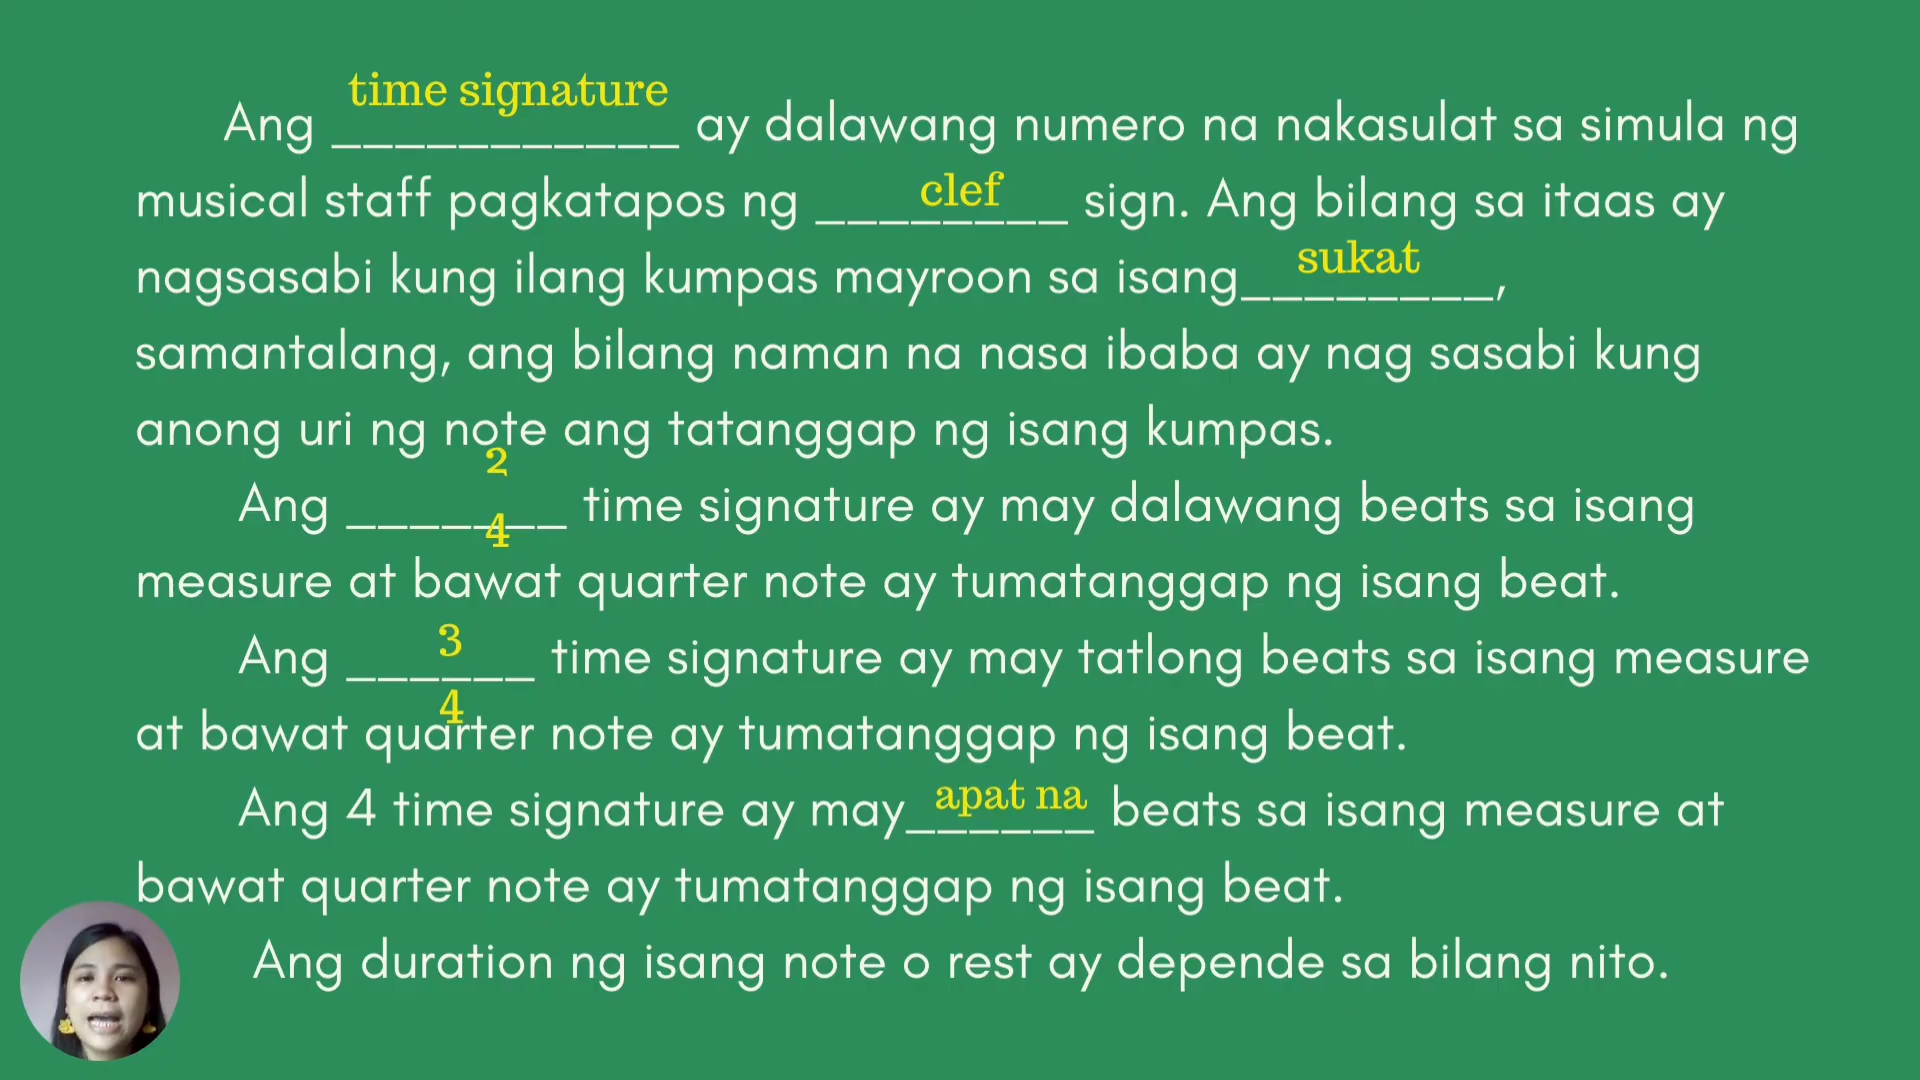 Ang time signature ay dalawang numero na nakasulat sa simula ng
musical staff pagkatapos ng clef sign. Ang bilang sa itaas ay
nagsasabi kung ilang kumpas mayroon sa isang sukat,
samantalang, ang bilang naman na nasa ibaba ay nag sasabi kung
anong uri ng note ang tatanggap ng isang kumpas.
Ang 2 4 time signature ay may dalawang beats sa isang
measure at bawat quarter note ay tumatanggap ng isang beat.
Ang 3 4 time signature ay may tatlong beats sa isang measure
at bawat quarter note ay tumatanggap ng isang beat.
Ang 4 time signature ay may apat na beats sa isang measure at
bawat quarter note ay tumatanggap ng isang beat.
Ang duration ng isang note o rest ay depende sa bilang nito.